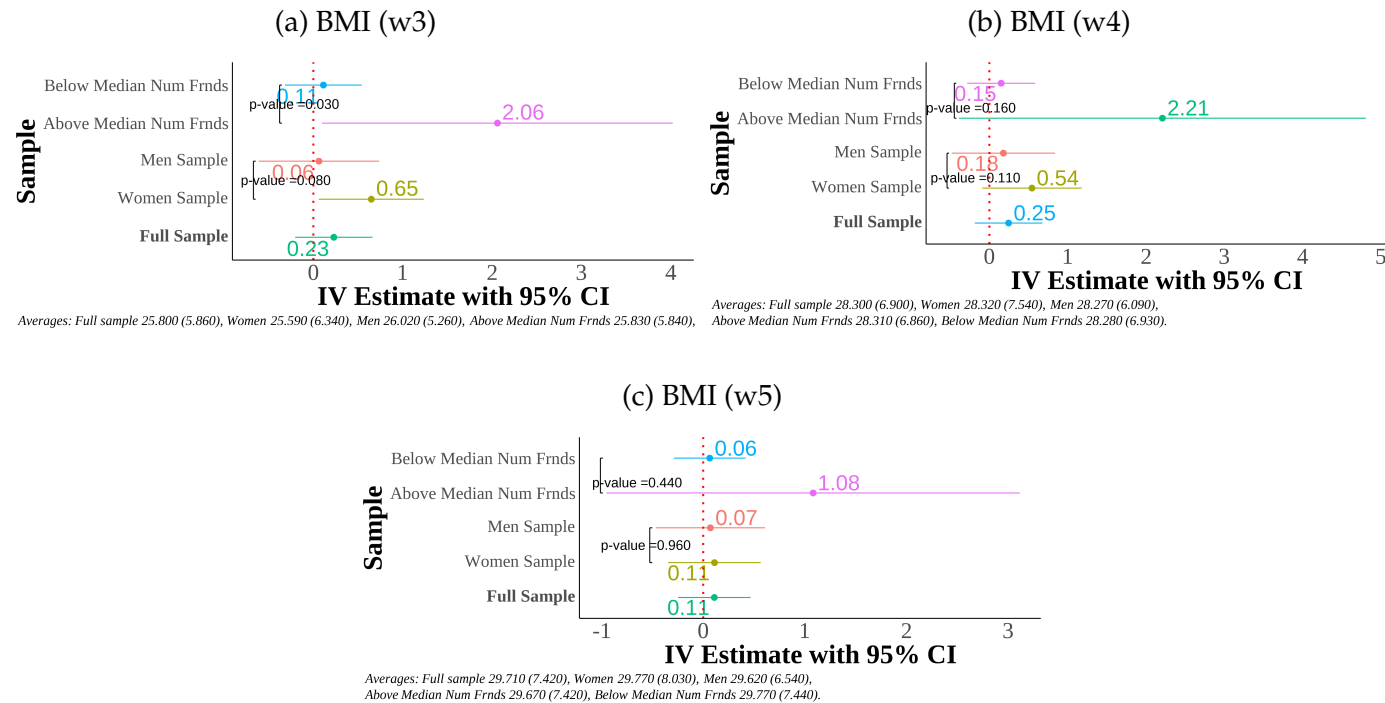 (a) BMI (w3)
Below Median Num Frnds
0.11
p-value =0.030
Above Median Num Frnds
2.06
Men Sample
0.06
p-value =0.080
Women Sample
0.65
Full Sample
0.23
Sample
0 1 2 3 4
IV Estimate with 95% CI
Averages: Full sample 25.800 (5.860), Women 25.590 (6.340), Men 26.020 (5.260), Above Median Num Frnds 25.830 (5.840),
(b) BMI (w4)
Below Median Num Frnds
0.15
p-value =0.160
Above Median Num Frnds
2.21
Men Sample
0.18
p-value =0.110
Women Sample
0.54
Full Sample
0.25
Sample
0 1 2 3 4 5
IV Estimate with 95% CI
Averages: Full sample 28.300 (6.900), Women 28.320 (7.540), Men 28.270 (6.090),
Above Median Num Frnds 28.310 (6.860), Below Median Num Frnds 28.280 (6.930).
(c) BMI (w5)
Below Median Num Frnds
0.06
p-value =0.440
Above Median Num Frnds
1.08
Men Sample
0.07
p-value =0.960
Women Sample
0.11
Full Sample
0.11
Sample
-1 0 1 2 3
IV Estimate with 95% CI
Averages: Full sample 29.710 (7.420), Women 29.770 (8.030), Men 29.620 (6.540),
Above Median Num Frnds 29.670 (7.420), Below Median Num Frnds 29.770 (7.440).